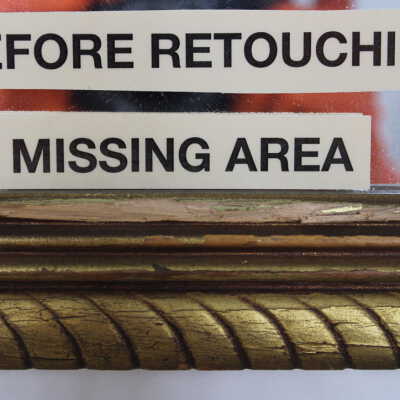 EFORE RETOUCHI
MISSING AREA